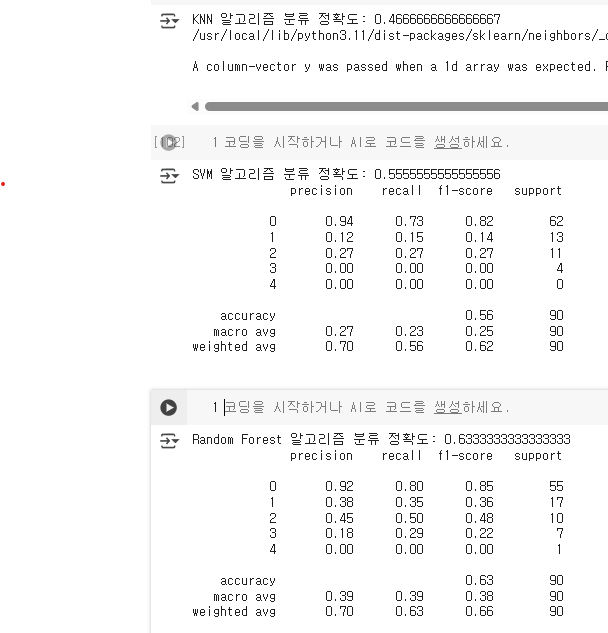 KNN 알고리즘 분류 정확도: 0.4666666666666667
/usr/local/lib/python3.11/dist-packages/sklearn/neighbors/_c
A column-vector y was passed when a 1d array was expected. P
1 코딩을 시작하거나 AI로 코드를 생성하세요.
SVM 알고리즘 분류 정확도: 0.5555555555555556
precision recall f1-score support
0 0.94 0.73 0.82 62
1 0.12 0.15 0.14 13
2 0.27 0.27 0.27 11
3 0.00 0.00 0.00 4
4 0.00 0.00 0.00 0
accuracy 0.56 90
macro avg 0.27 0.23 0.25 90
weighted avg 0.70 0.56 0.62 90
1 코딩을 시작하거나 AI로 코드를 생성하세요.
Random Forest 알고리즘 분류 정확도: 0.6333333333333333
precision recall f1-score support
0 0.92 0.80 0.85 55
1 0.38 0.35 0.36 17
2 0.45 0.50 0.48 10
3 0.18 0.29 0.22 7
4 0.00 0.00 0.00 1
accuracy 0.63 90
macro avg 0.39 0.39 0.38 90
weighted avg 0.70 0.63 0.66 90